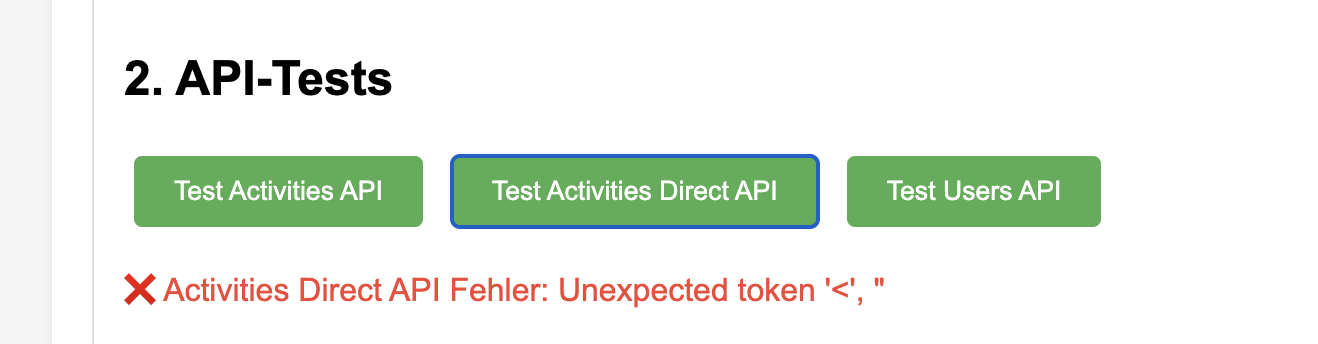 2. API-Tests
Test Activities API
Test Activities Direct API
Test Users API
❌ Activities Direct API Fehler: Unexpected token '<', "